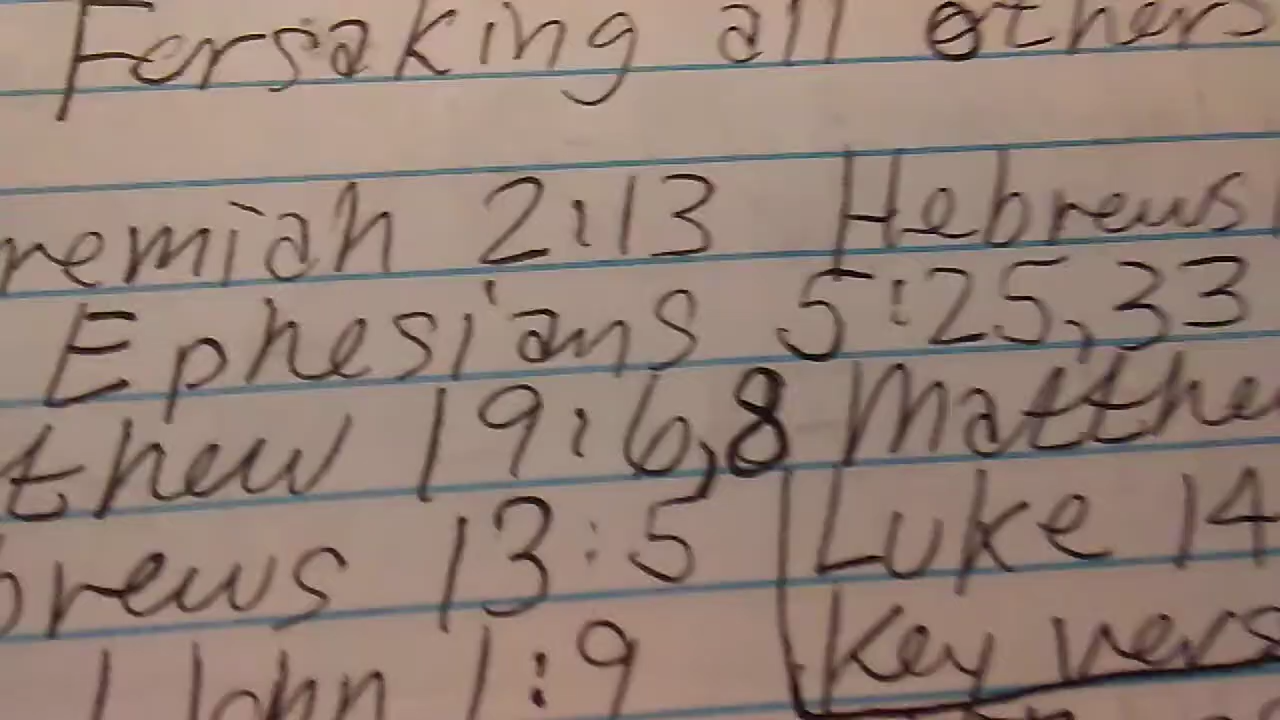 Forsaking all others
remiah 2:13 Hebrews
Ephesians 5:25,33
thew 19:6,8 Matthe
brews 13:5 Luke 14
1 John 1:9 Key vers